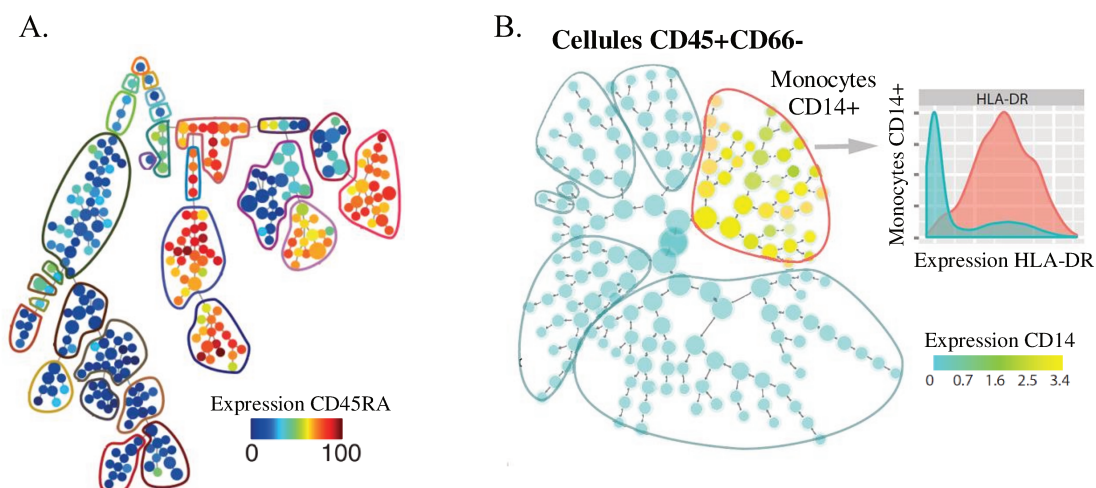 A.
B.
Cellules CD45+CD66-
Monocytes
CD14+
HLA-DR
Monocytes CD14+
Expression HLA-DR
Expression CD14
0 0.7 1.6 2.5 3.4
Expression CD45RA
0 100